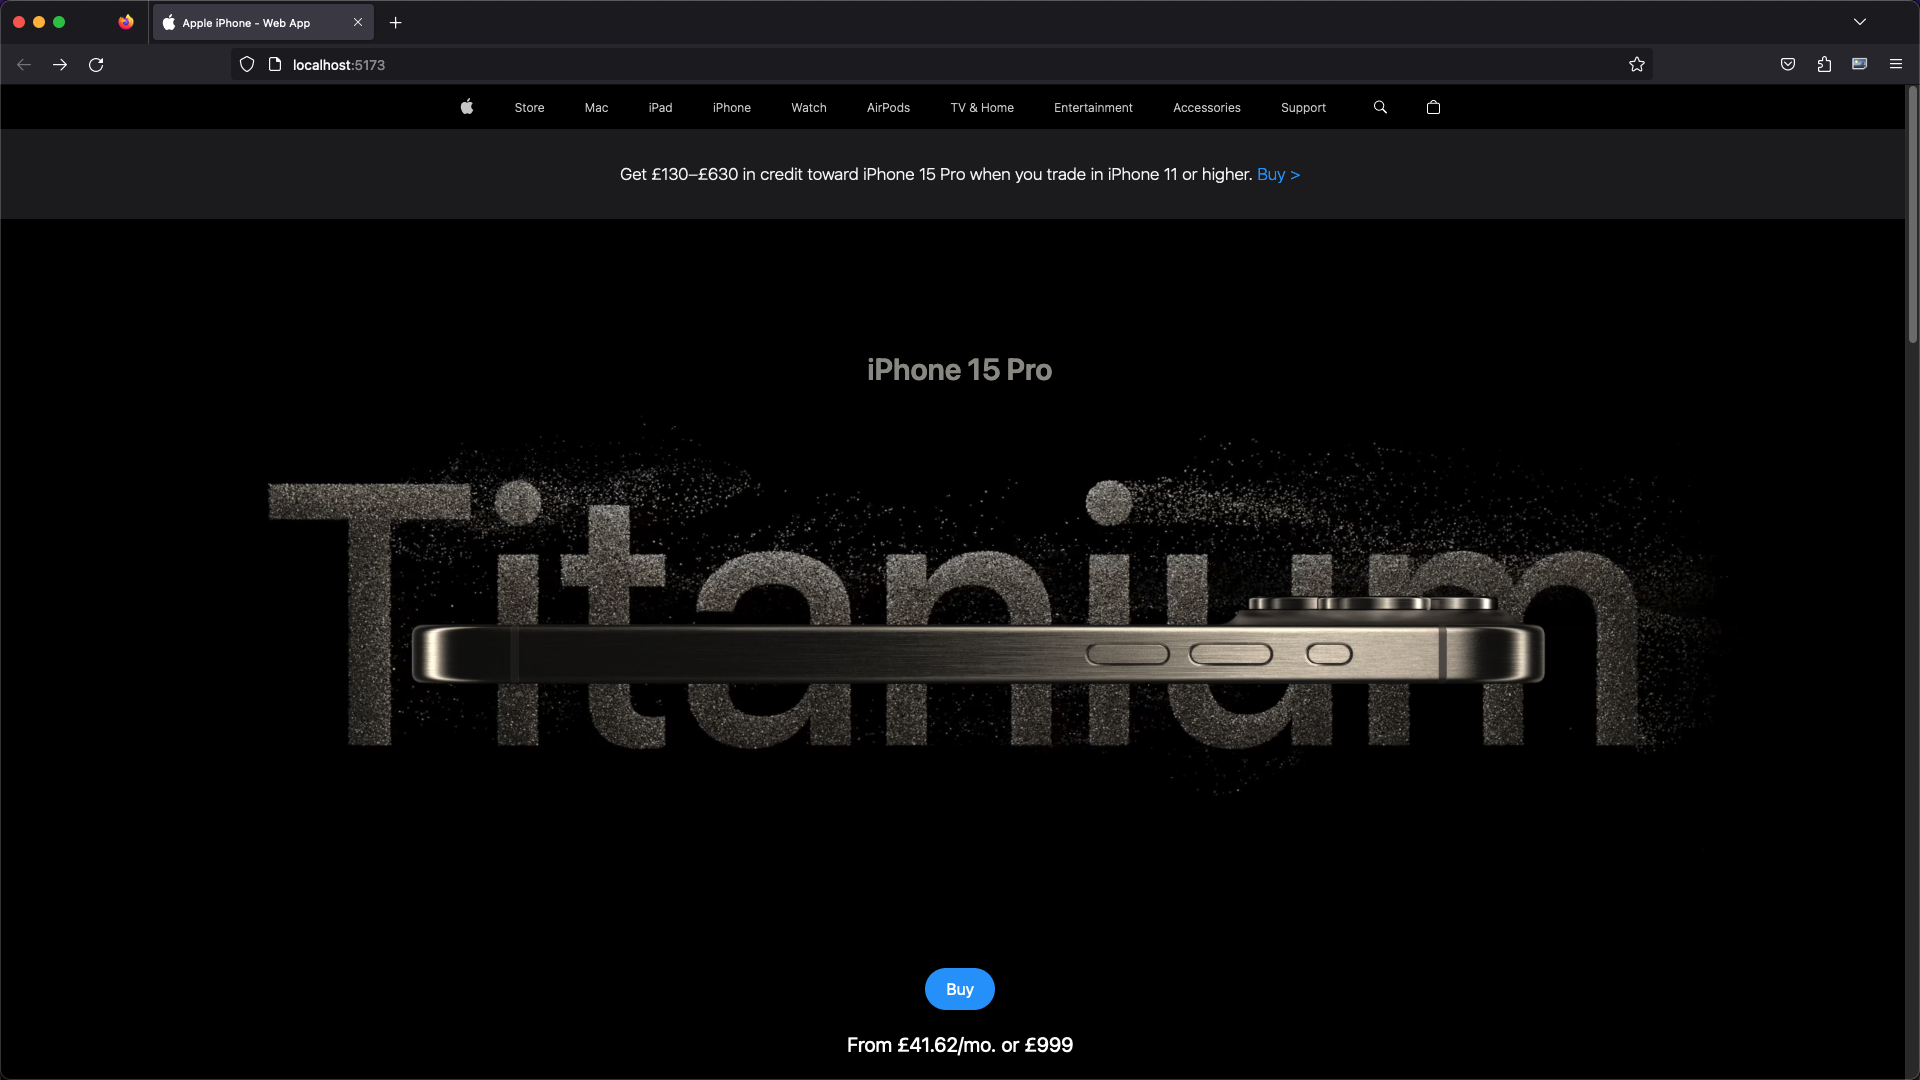 Apple iPhone - Web App
localhost:5173
Store Mac iPad iPhone Watch AirPods TV & Home Entertainment Accessories Support
Get £130–£630 in credit toward iPhone 15 Pro when you trade in iPhone 11 or higher. Buy >
iPhone 15 Pro
Titanium
Buy
From £41.62/mo. or £999